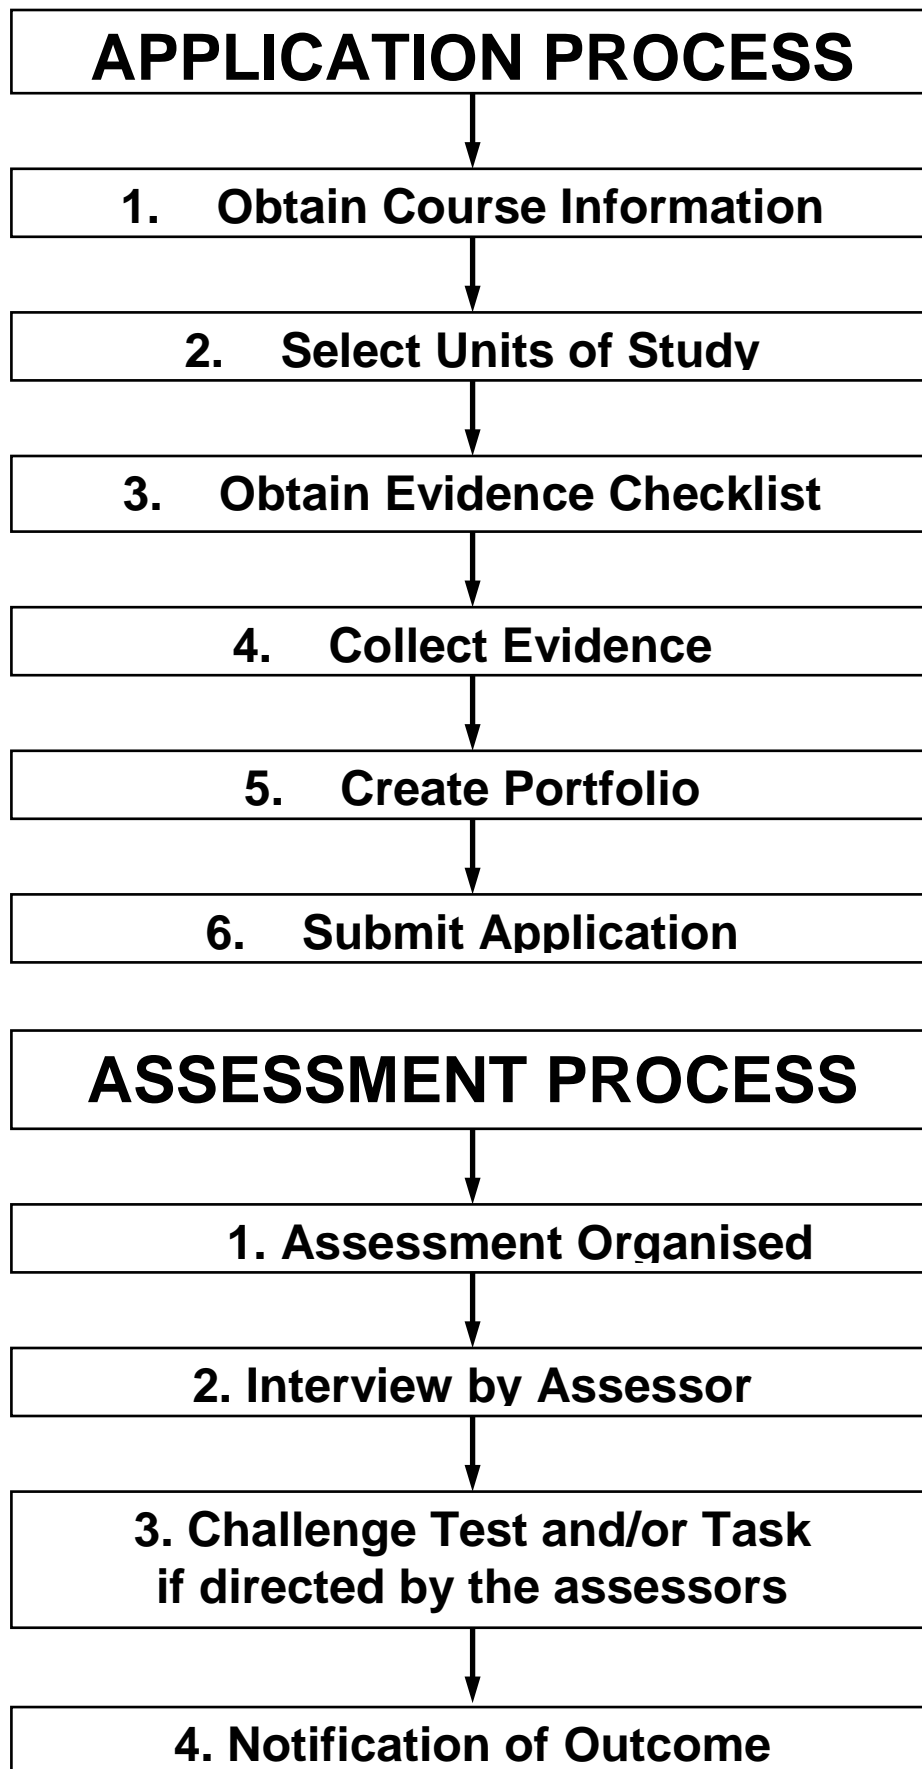 APPLICATION PROCESS
1. Obtain Course Information
2. Select Units of Study
3. Obtain Evidence Checklist
4. Collect Evidence
5. Create Portfolio
6. Submit Application
ASSESSMENT PROCESS
1. Assessment Organised
2. Interview by Assessor
3. Challenge Test and/or Task
if directed by the assessors
4. Notification of Outcome